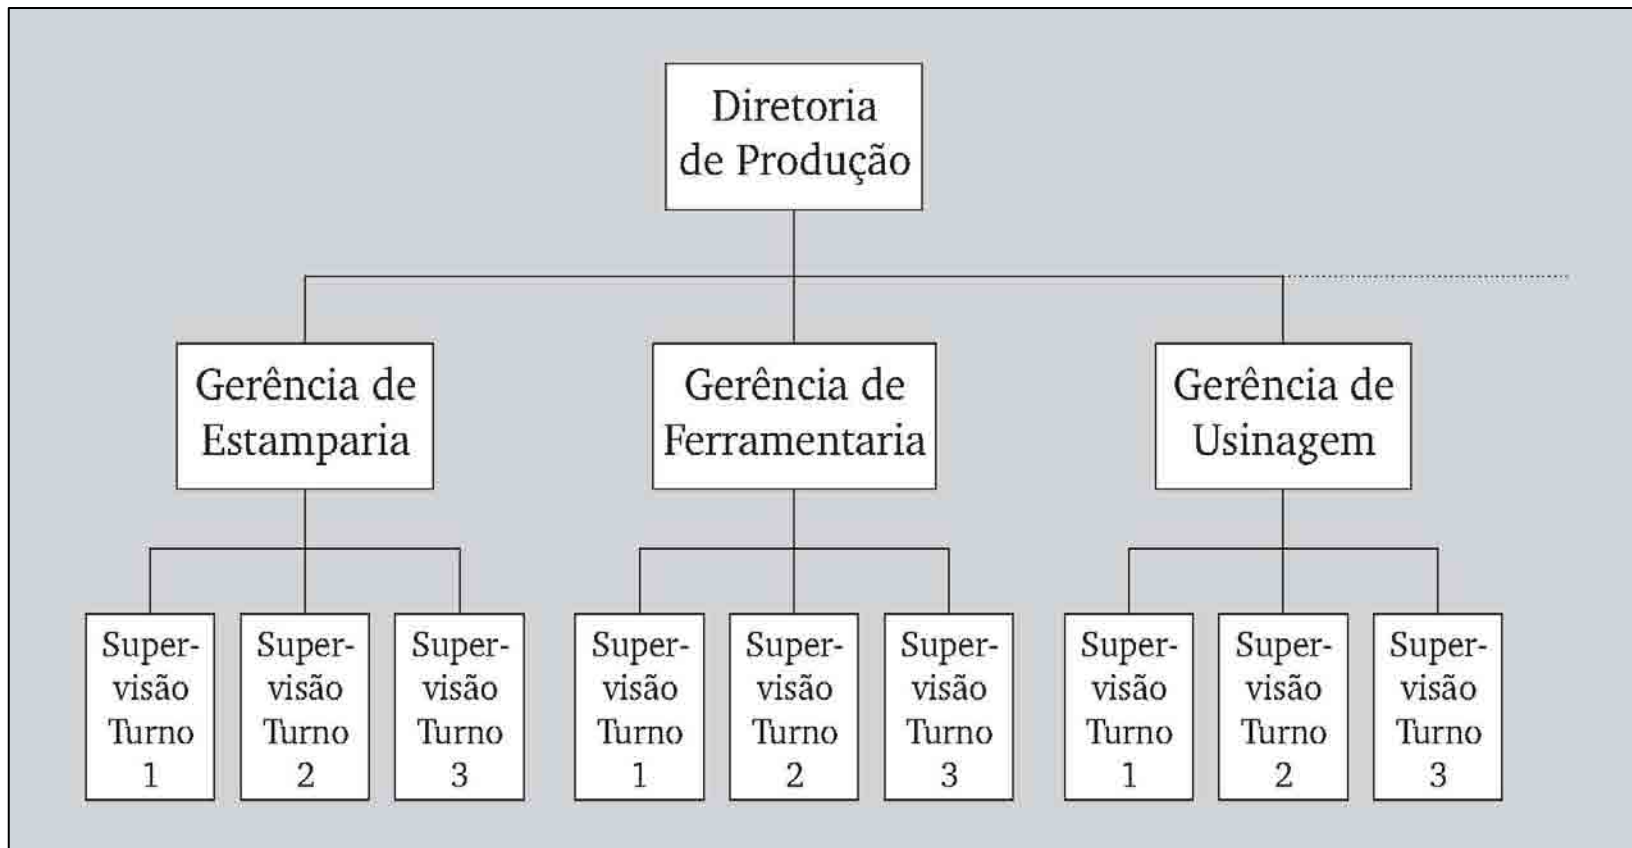 Diretoria
de Produção
Gerência de
Estamparia
Gerência de
Ferramentaria
Gerência de
Usinagem
Super-
visão
Turno
1
Super-
visão
Turno
2
Super-
visão
Turno
3
Super-
visão
Turno
1
Super-
visão
Turno
2
Super-
visão
Turno
3
Super-
visão
Turno
1
Super-
visão
Turno
2
Super-
visão
Turno
3